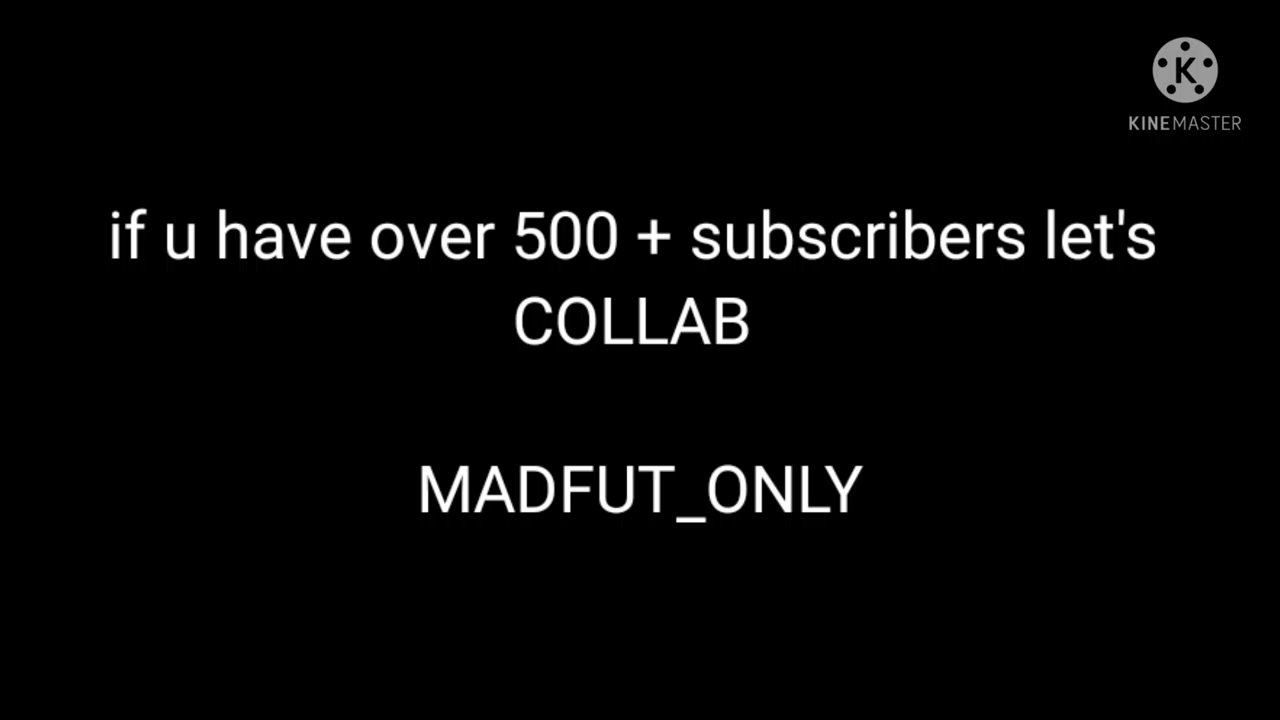 K
KINEMASTER
if u have over 500 + subscribers let's
COLLAB
MADFUT_ONLY